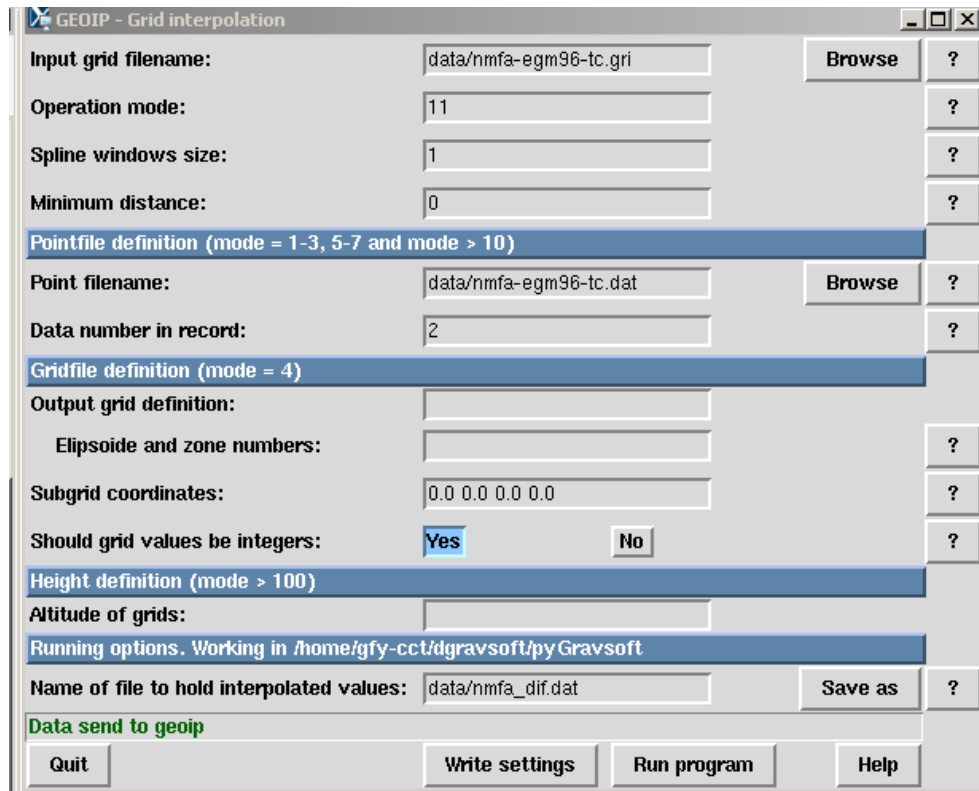 GEOIP - Grid interpolation
Input grid filename: data/nmfa-egm96-tc.gri Browse ?
Operation mode: 11 ?
Spline windows size: 1 ?
Minimum distance: 0 ?
Pointfile definition (mode = 1-3, 5-7 and mode > 10)
Point filename: data/nmfa-egm96-tc.dat Browse ?
Data number in record: 2 ?
Gridfile definition (mode = 4)
Output grid definition:
Elipsoide and zone numbers: ?
Subgrid coordinates: 0.0 0.0 0.0 0.0 ?
Should grid values be integers: Yes No ?
Height definition (mode > 100)
Altitude of grids:
Running options. Working in /home/gfy-cct/dgravsoft/pyGravsoft
Name of file to hold interpolated values: data/nmfa_dif.dat Save as ?
Data send to geoip
Quit Write settings Run program Help